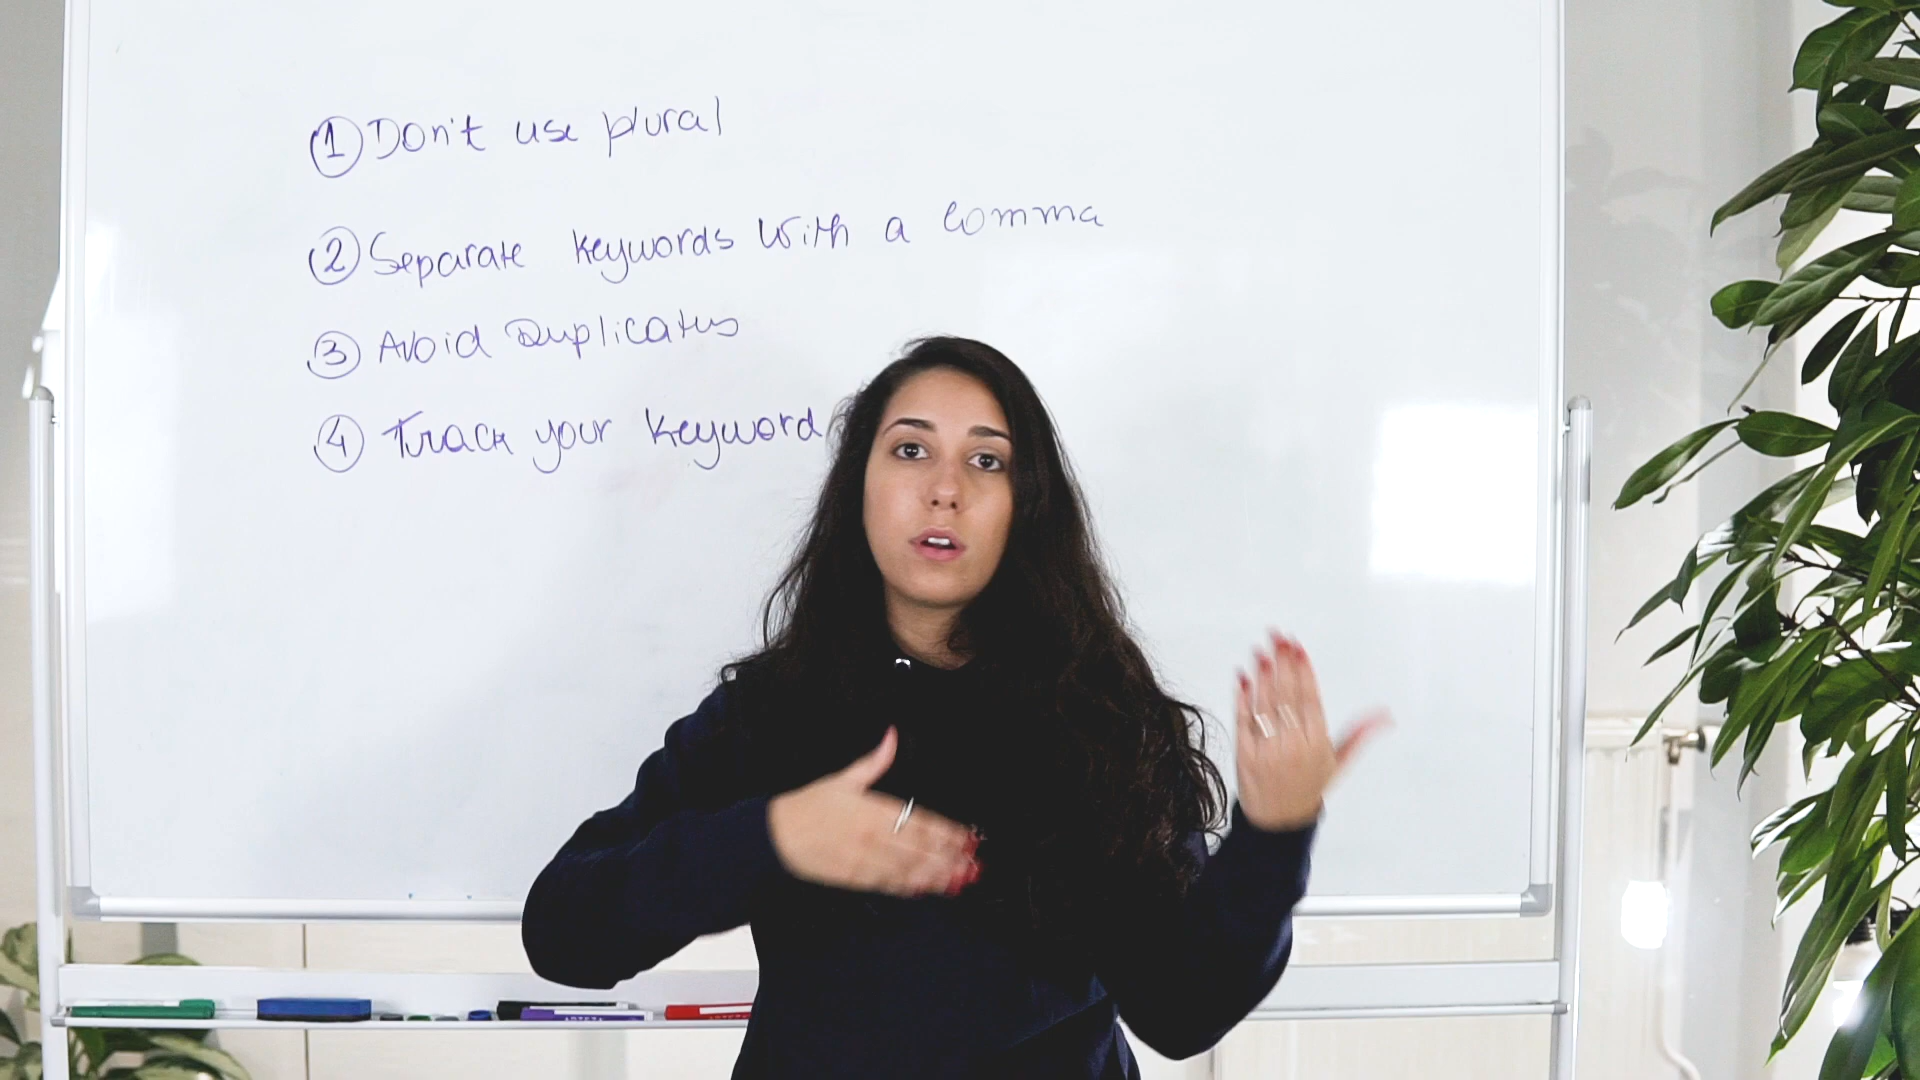 1 Don't use plural
2 Separate keywords with a comma
3 Avoid Duplicates
4 Track your keyword